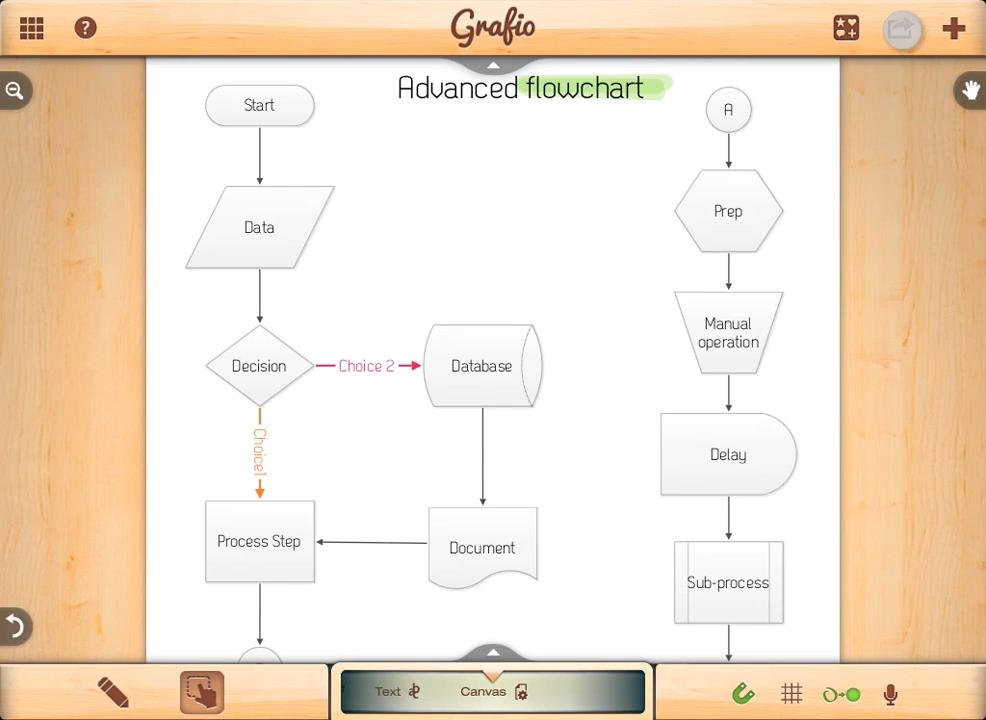 ?
Grafio
Advanced flowchart
Start
A
Data
Prep
Manual
operation
Decision
Choice 2
Database
Choice1
Delay
Process Step
Document
Sub-process
Text
Canvas